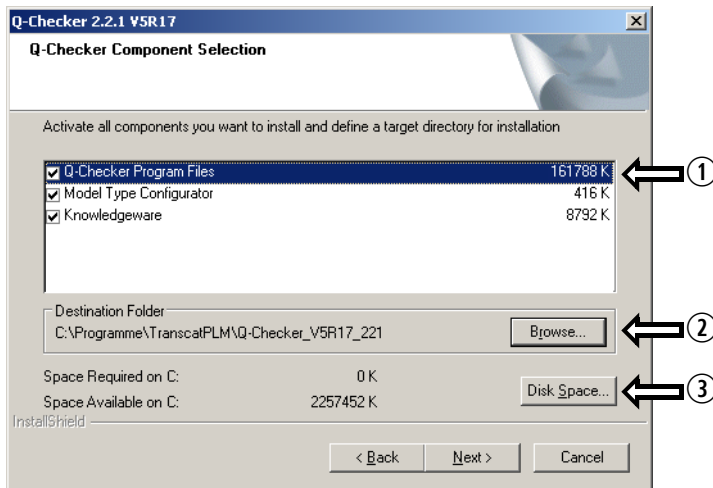 Q-Checker 2.2.1 V5R17
Q-Checker Component Selection
Activate all components you want to install and define a target directory for installation
Q-Checker Program Files 161788 K
Model Type Configurator 416 K
Knowledgeware 8792 K
1
Destination Folder
C:\Programme\TranscatPLM\Q-Checker_V5R17_221
Browse...
2
Space Required on C: 0 K
Space Available on C: 2257452 K
Disk Space...
3
InstallShield
< Back Next > Cancel